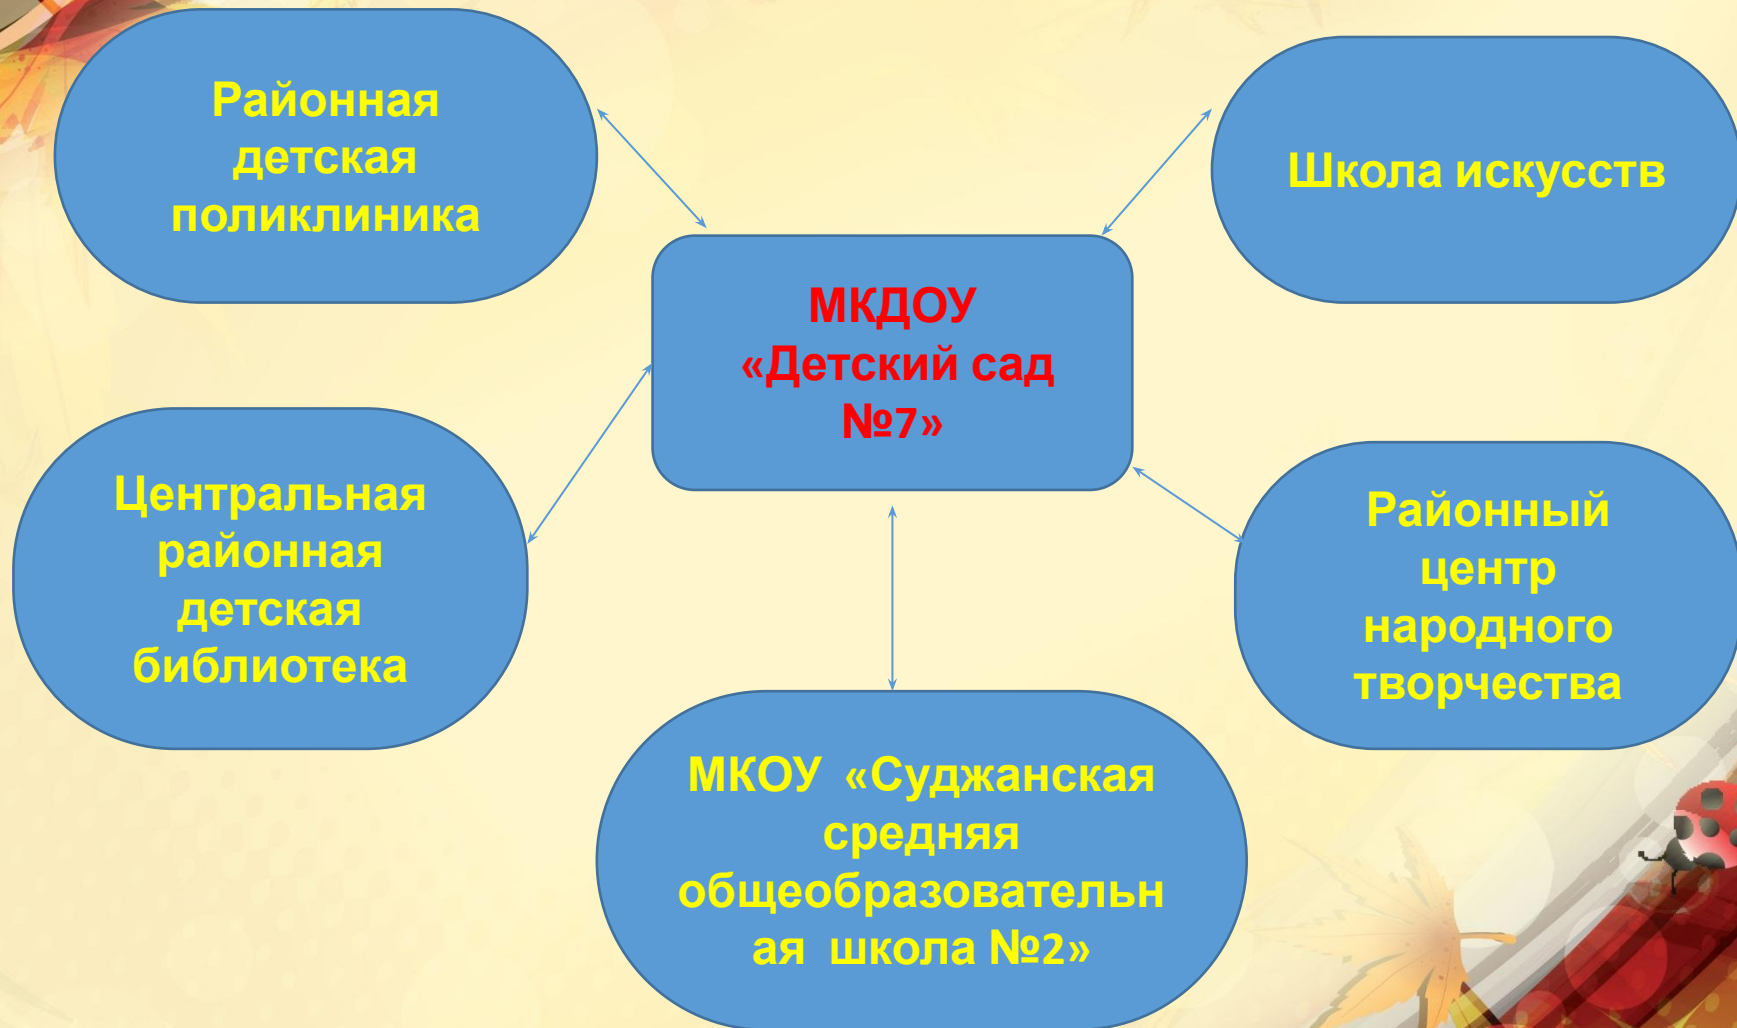 Районная
детская
поликлиника
Школа искусств
МКДОУ
«Детский сад
№7»
Центральная
районная
детская
библиотека
Районный
центр
народного
творчества
МКОУ «Суджанская
средняя
общеобразовательн
ая школа №2»